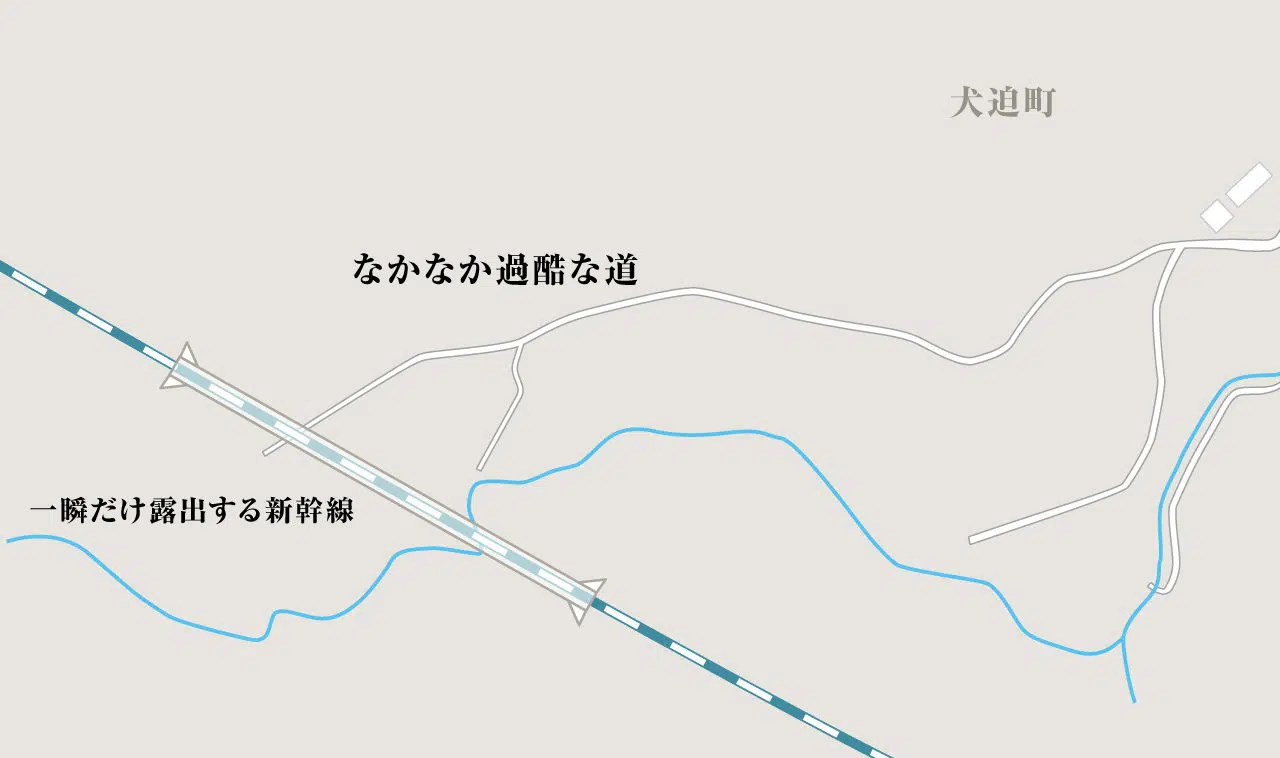 犬迫町
なかなか過酷な道
一瞬だけ露出する新幹線